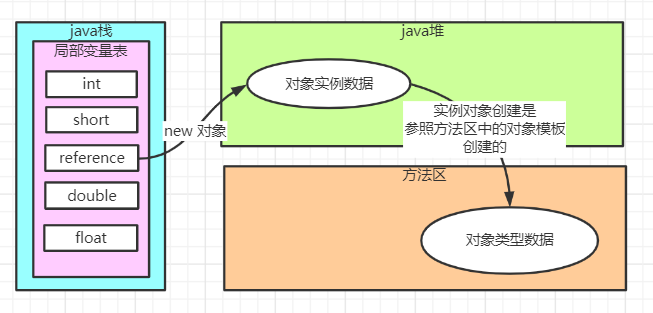 java栈
局部变量表
int
short
reference
double
float
new 对象
java堆
对象实例数据
实例对象创建是
参照方法区中的对象模板
创建的
方法区
对象类型数据